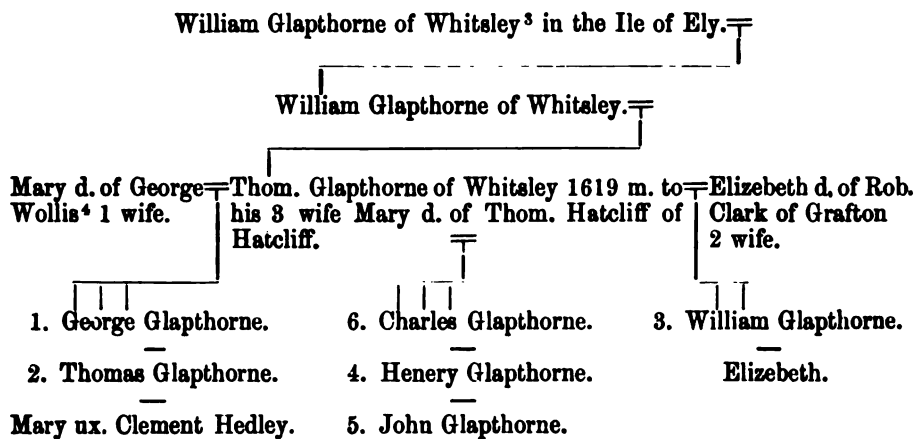 William Glapthorne of Whitsley³ in the Ile of Ely.
William Glapthorne of Whitsley.
Mary d. of George
Wollis⁴ 1 wife.
Thom. Glapthorne of Whitsley 1619 m. to
his 3 wife Mary d. of Thom. Hatcliff of
Hatcliff.
Elizebeth d. of Rob.
Clark of Grafton
2 wife.
1. George Glapthorne.
2. Thomas Glapthorne.
Mary ux. Clement Hedley.
6. Charles Glapthorne.
4. Henery Glapthorne.
5. John Glapthorne.
3. William Glapthorne.
Elizebeth.